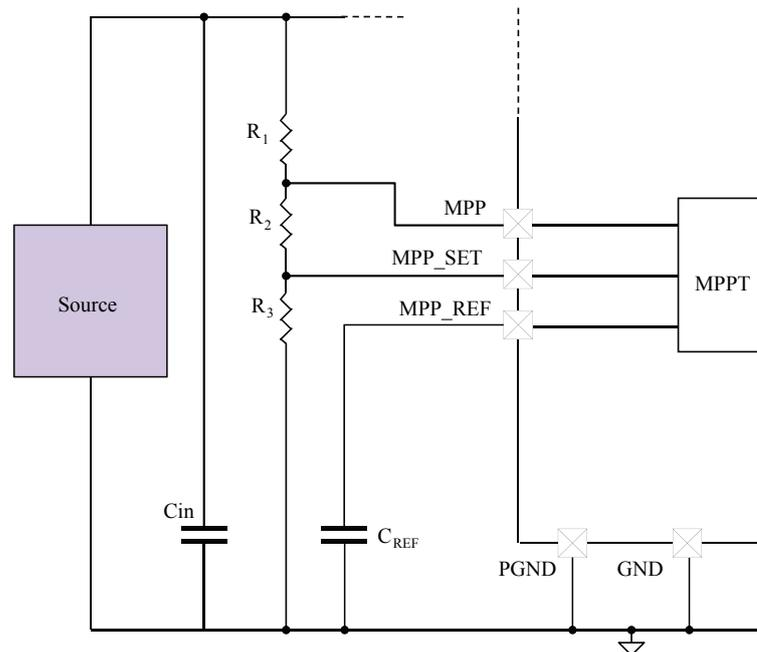 R1
MPP
R2
MPP_SET
Source
R3
MPP_REF
MPPT
Cin
CREF
PGND
GND